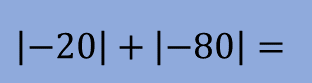 |−20| + |−80| =